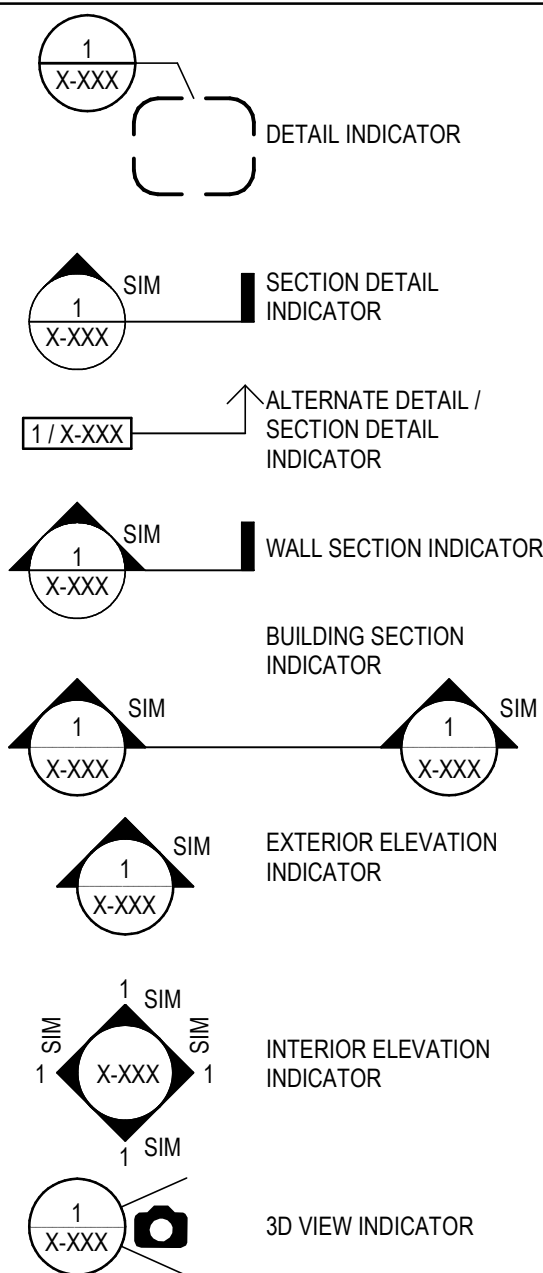 1
X-XXX
DETAIL INDICATOR
SIM
1
X-XXX
SECTION DETAIL
INDICATOR
1 / X-XXX
ALTERNATE DETAIL /
SECTION DETAIL
INDICATOR
SIM
1
X-XXX
WALL SECTION INDICATOR
BUILDING SECTION
INDICATOR
SIM
1
X-XXX
SIM
1
X-XXX
SIM
1
X-XXX
EXTERIOR ELEVATION
INDICATOR
1 SIM
SIM
1
X-XXX
SIM
1
1 SIM
INTERIOR ELEVATION
INDICATOR
1
X-XXX
3D VIEW INDICATOR